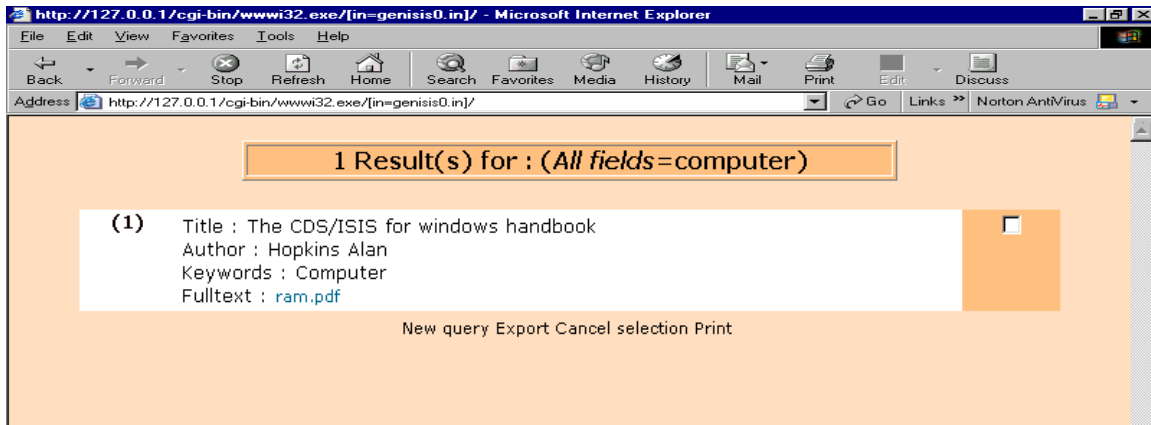 http://127.0.0.1/cgi-bin/wwwi32.exe/[in=genisis0.in]/ - Microsoft Internet Explorer
File Edit View Favorites Tools Help
Back Forward Stop Refresh Home Search Favorites Media History Mail Print Edit Discuss
Address http://127.0.0.1/cgi-bin/wwwi32.exe/[in=genisis0.in]/ Go Links » Norton AntiVirus
1 Result(s) for : (All fields=computer)
(1) Title : The CDS/ISIS for windows handbook
Author : Hopkins Alan
Keywords : Computer
Fulltext : ram.pdf
New query Export Cancel selection Print